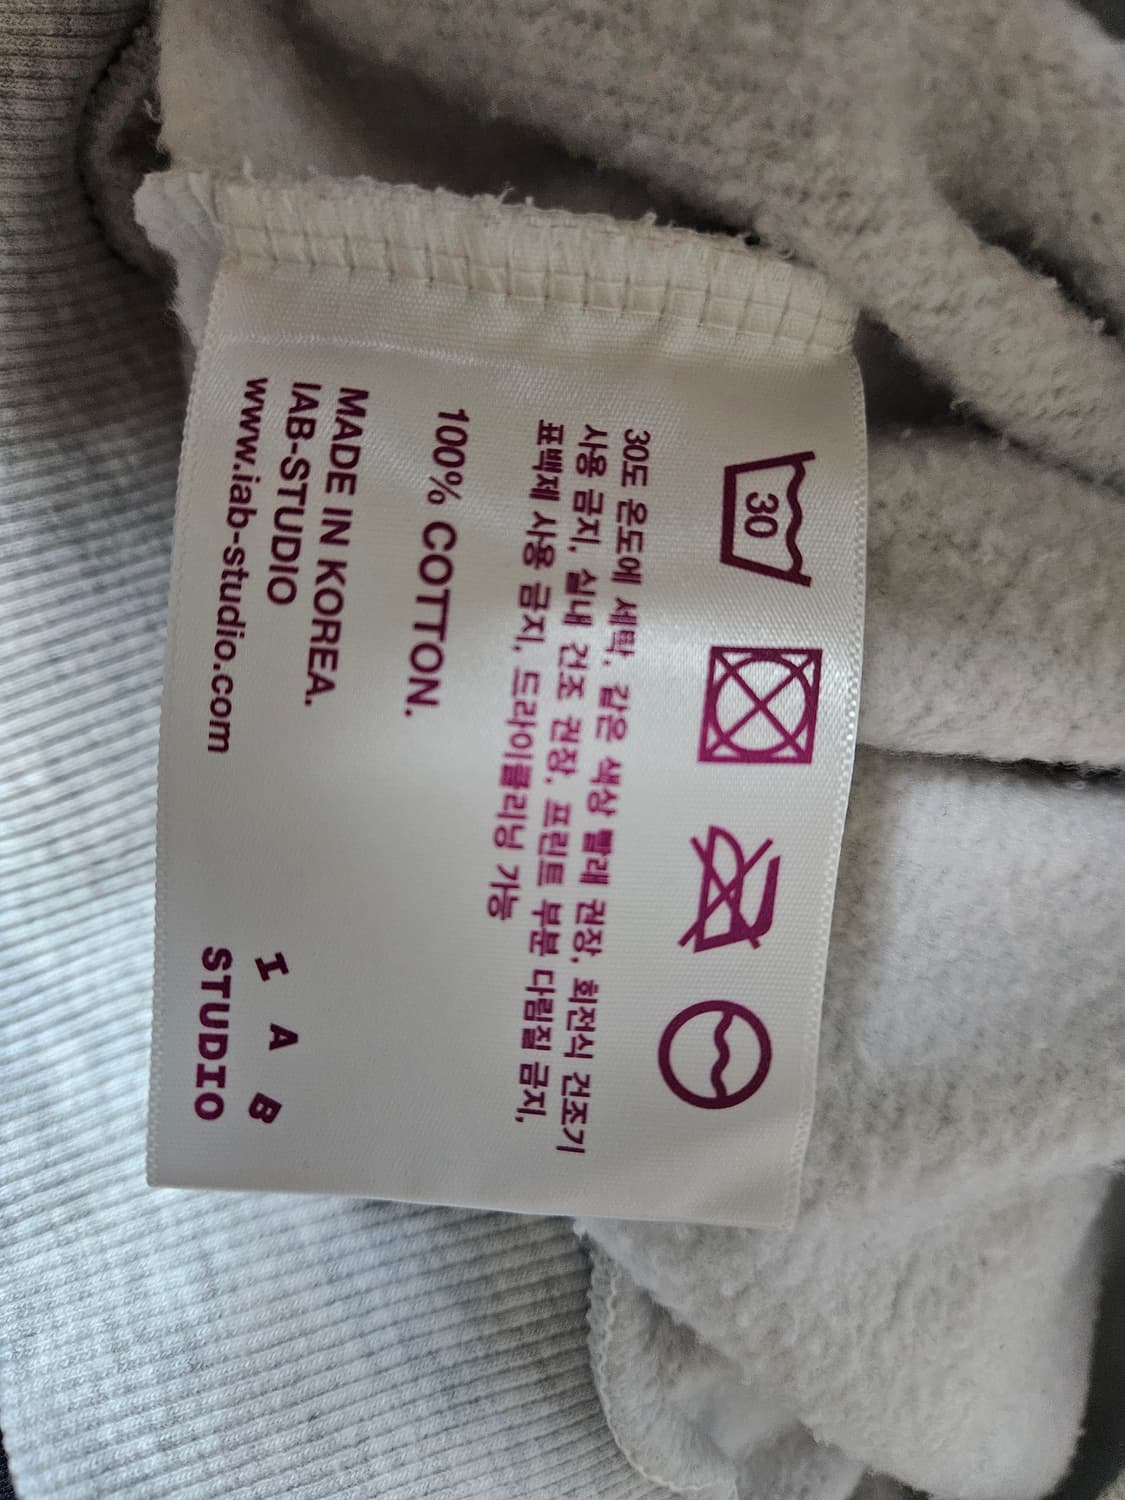 30
30도 온도에 세탁, 같은 색상 빨래 권장, 회전식 건조기
사용 금지, 실내 건조 권장, 프린트 부분 다림질 금지,
표백제 사용 금지, 드라이클리닝 가능
100% COTTON.
MADE IN KOREA.
IAB-STUDIO
www.iab-studio.com
I A B
STUDIO